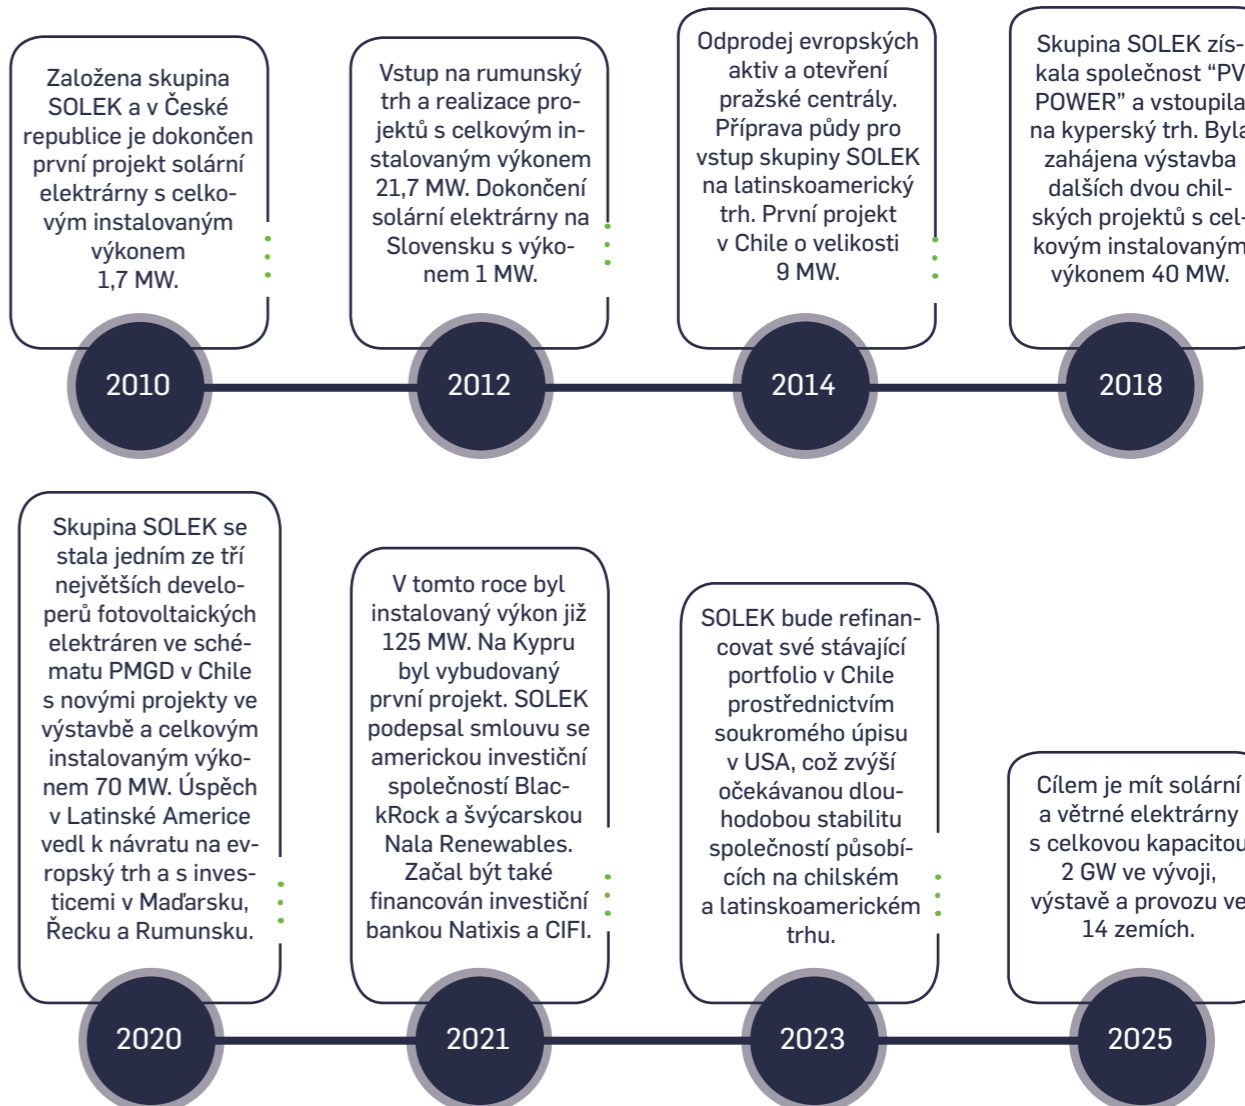 Založena skupina
SOLEK a v České
republice je dokončen
první projekt solární
elektrárny s celko-
vým instalovaným
výkonem
1,7 MW.
2010
Vstup na rumunský
trh a realizace pro-
jektů s celkovým in-
stalovaným výkonem
21,7 MW. Dokončení
solární elektrárny na
Slovensku s výko-
nem 1 MW.
2012
Odprodej evropských
aktiv a otevření
pražské centrály.
Příprava půdy pro
vstup skupiny SOLEK
na latinskoamerický
trh. První projekt
v Chile o velikosti
9 MW.
2014
Skupina SOLEK zís-
kala společnost “PV
POWER” a vstoupila
na kyperský trh. Byla
zahájena výstavba
dalších dvou chil-
ských projektů s cel-
kovým instalovaným
výkonem 40 MW.
2018
Skupina SOLEK se
stala jedním ze tří
největších develo-
perů fotovoltaických
elektráren ve sché-
matu PMGD v Chile
s novými projekty ve
výstavbě a celkovým
instalovaným výko-
nem 70 MW. Úspěch
v Latinské Americe
vedl k návratu na ev-
ropský trh a s inves-
ticemi v Maďarsku,
Řecku a Rumunsku.
2020
V tomto roce byl
instalovaný výkon již
125 MW. Na Kypru
byl vybudovaný
první projekt. SOLEK
podepsal smlouvu se
americkou investiční
společností Blac-
kRock a švýcarskou
Nala Renewables.
Začal být také
financován investiční
bankou Natixis a CIFI.
2021
SOLEK bude refinan-
covat své stávající
portfolio v Chile
prostřednictvím
soukromého úpisu
v USA, což zvýší
očekávanou dlou-
hodobou stabilitu
společností působí-
cích na chilském
a latinskoamerickém
trhu.
2023
Cílem je mít solární
a větrné elektrárny
s celkovou kapacitou
2 GW ve vývoji,
výstavě a provozu ve
14 zemích.
2025